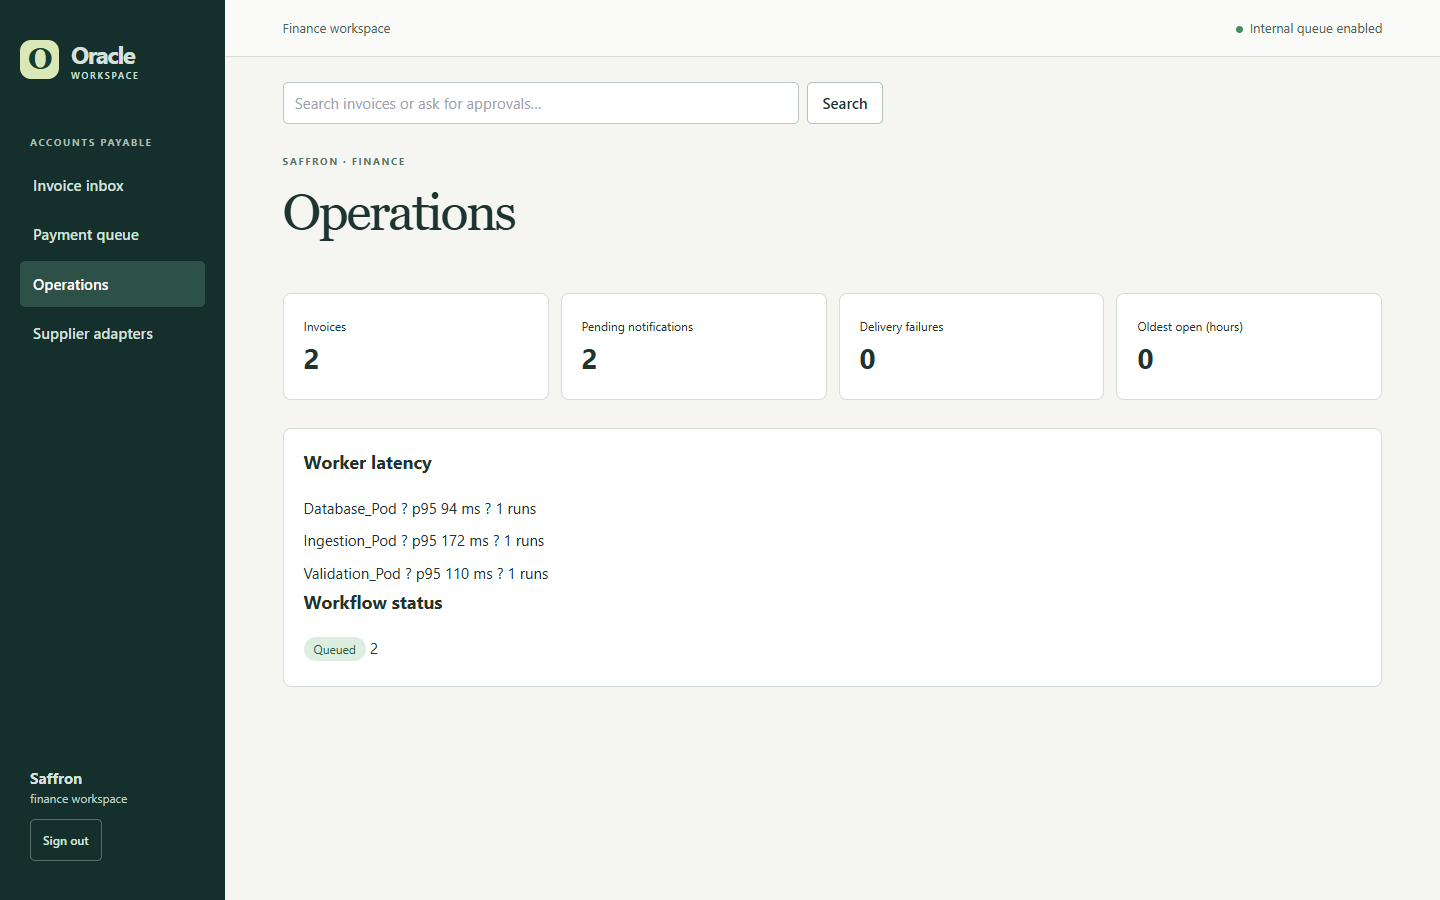 O
Oracle
WORKSPACE
ACCOUNTS PAYABLE
Invoice inbox
Payment queue
Operations
Supplier adapters
Saffron
finance workspace
Sign out
Finance workspace
Internal queue enabled
Search invoices or ask for approvals...
Search
SAFFRON · FINANCE
Operations
Invoices
2
Pending notifications
2
Delivery failures
0
Oldest open (hours)
0
Worker latency
Database_Pod ? p95 94 ms ? 1 runs
Ingestion_Pod ? p95 172 ms ? 1 runs
Validation_Pod ? p95 110 ms ? 1 runs
Workflow status
Queued 2